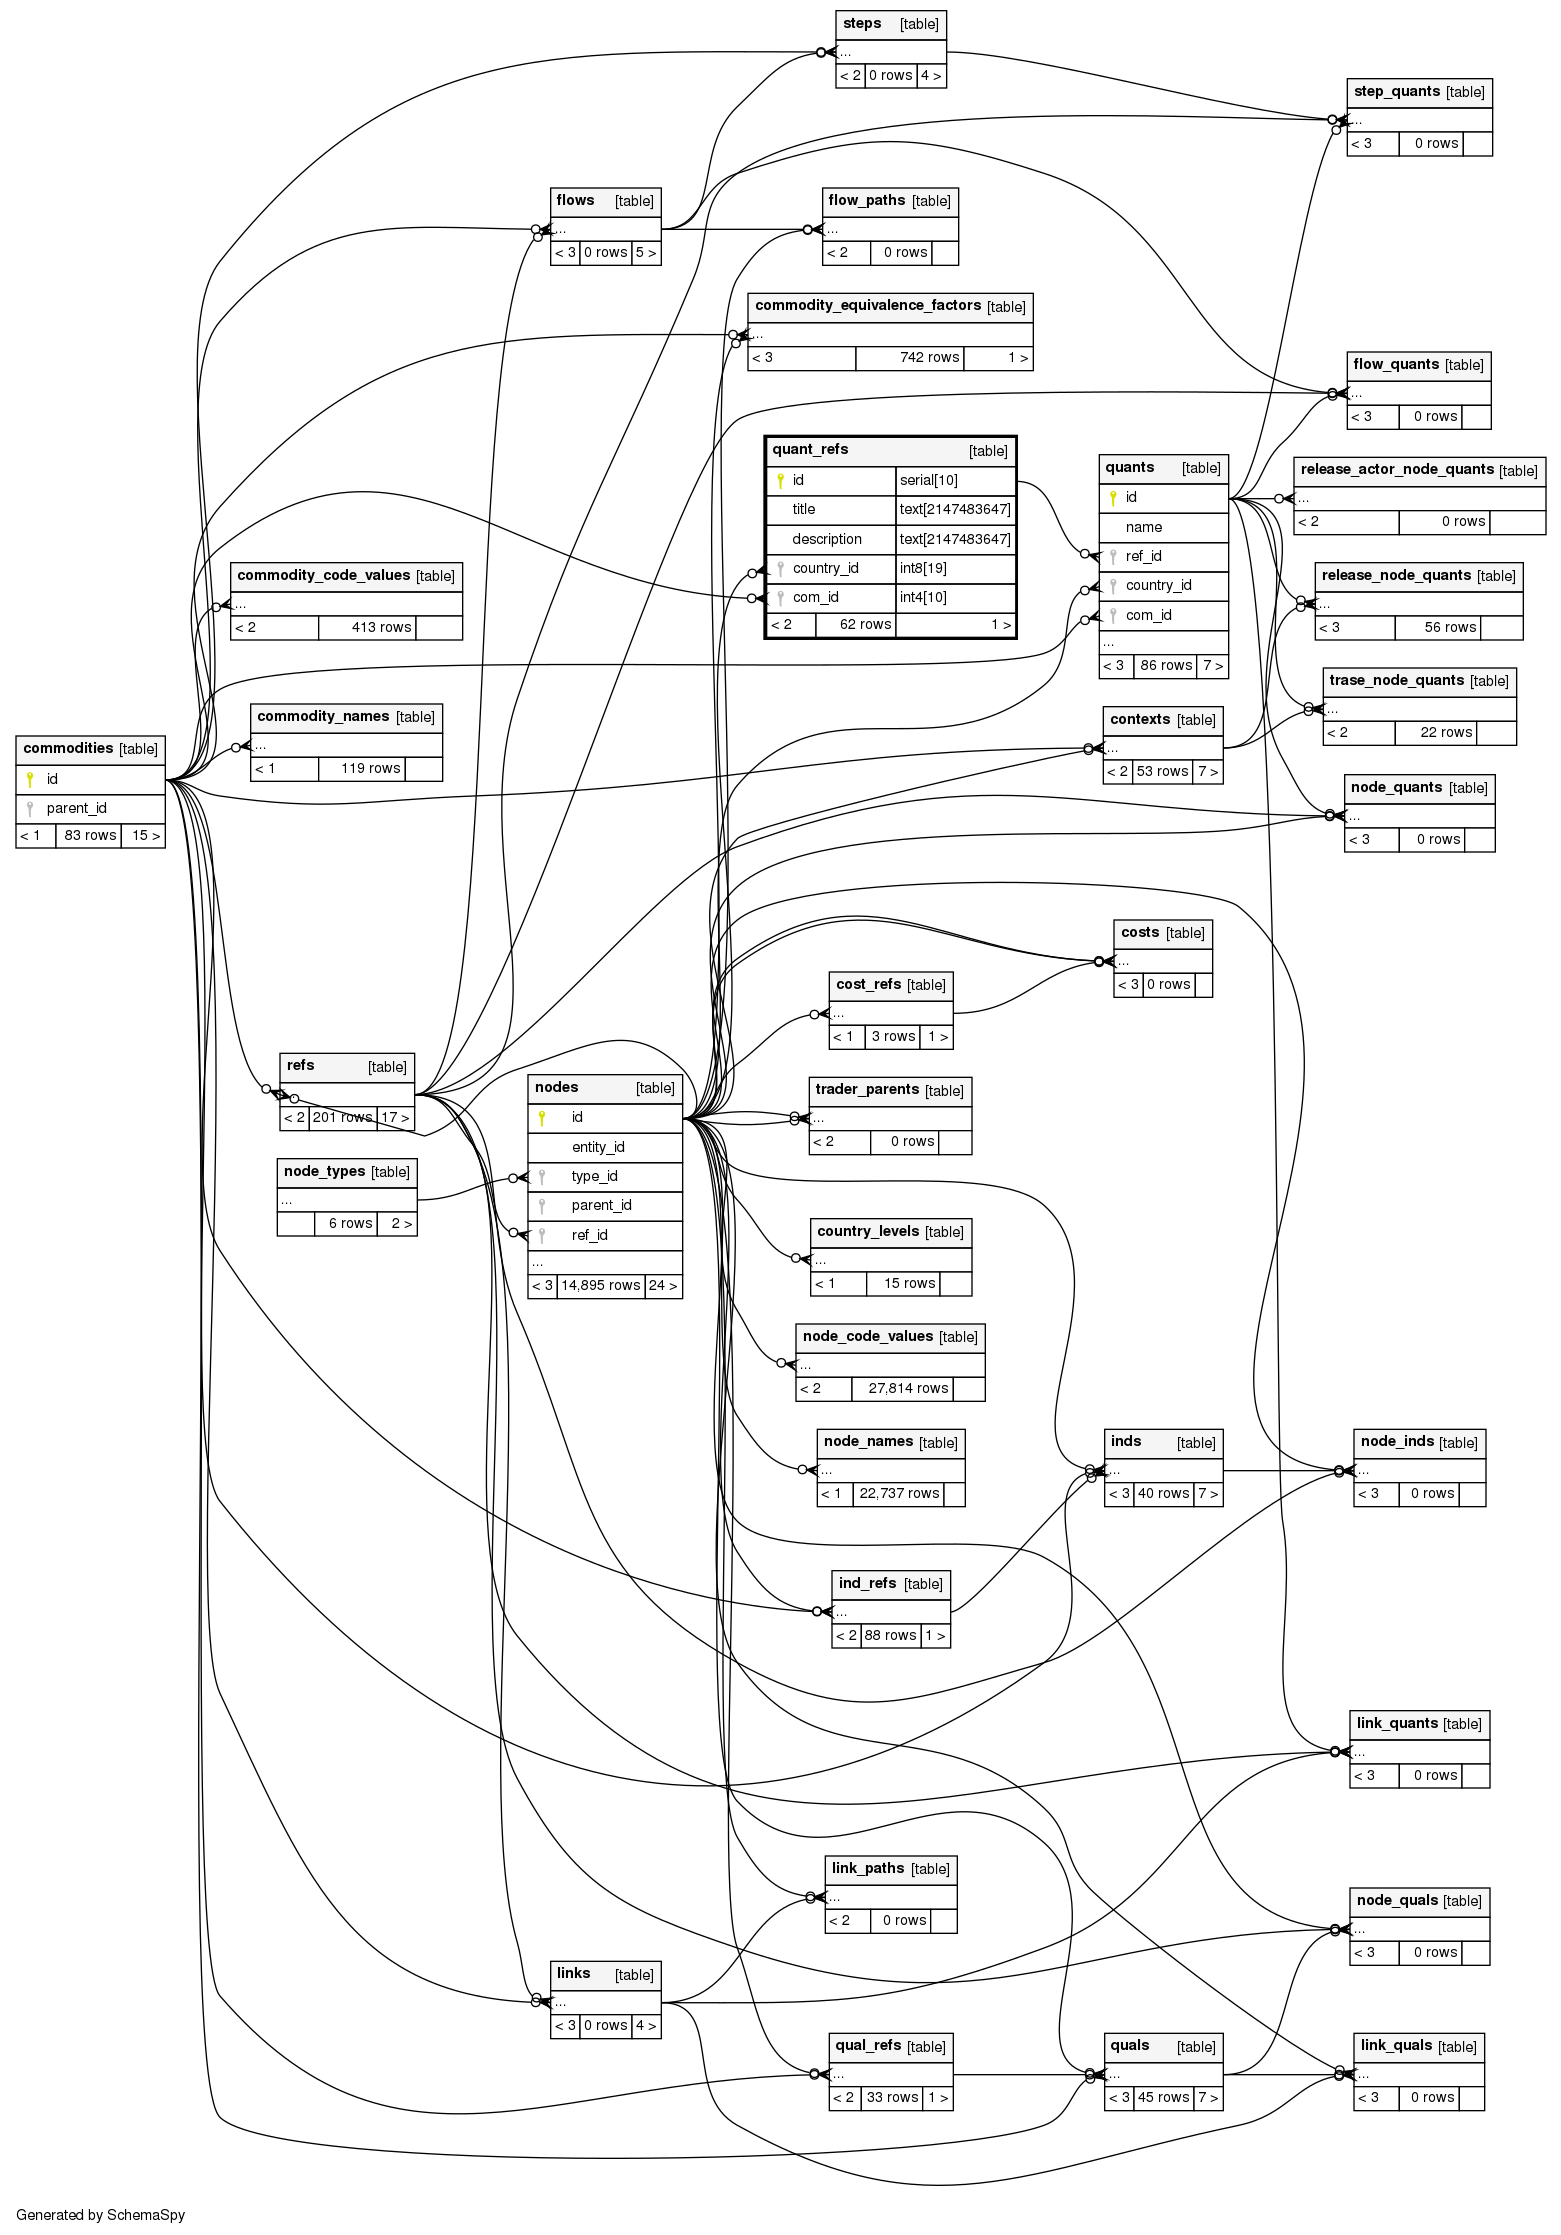 steps [table]
...
< 2 0 rows 4 >
step_quants [table]
...
< 3 0 rows
flows [table]
...
< 3 0 rows 5 >
flow_paths [table]
...
< 2 0 rows
commodity_equivalence_factors [table]
...
< 3 742 rows 1 >
flow_quants [table]
...
< 3 0 rows
quant_refs [table]
id serial[10]
title text[2147483647]
description text[2147483647]
country_id int8[19]
com_id int4[10]
< 2 62 rows 1 >
quants [table]
id
name
ref_id
country_id
com_id
...
< 3 86 rows 7 >
release_actor_node_quants [table]
...
< 2 0 rows
commodity_code_values [table]
...
< 2 413 rows
release_node_quants [table]
...
< 3 56 rows
trase_node_quants [table]
...
< 2 22 rows
commodity_names [table]
...
< 1 119 rows
contexts [table]
...
< 2 53 rows 7 >
commodities [table]
id
parent_id
< 1 83 rows 15 >
node_quants [table]
...
< 3 0 rows
costs [table]
...
< 3 0 rows
cost_refs [table]
...
< 1 3 rows 1 >
refs [table]
...
< 2 201 rows 17 >
nodes [table]
id
entity_id
type_id
parent_id
ref_id
...
< 3 14,895 rows 24 >
trader_parents [table]
...
< 2 0 rows
node_types [table]
...
6 rows 2 >
country_levels [table]
...
< 1 15 rows
node_code_values [table]
...
< 2 27,814 rows
node_names [table]
...
< 1 22,737 rows
inds [table]
...
< 3 40 rows 7 >
node_inds [table]
...
< 3 0 rows
ind_refs [table]
...
< 2 88 rows 1 >
link_quants [table]
...
< 3 0 rows
link_paths [table]
...
< 2 0 rows
node_quals [table]
...
< 3 0 rows
links [table]
...
< 3 0 rows 4 >
qual_refs [table]
...
< 2 33 rows 1 >
quals [table]
...
< 3 45 rows 7 >
link_quals [table]
...
< 3 0 rows
Generated by SchemaSpy